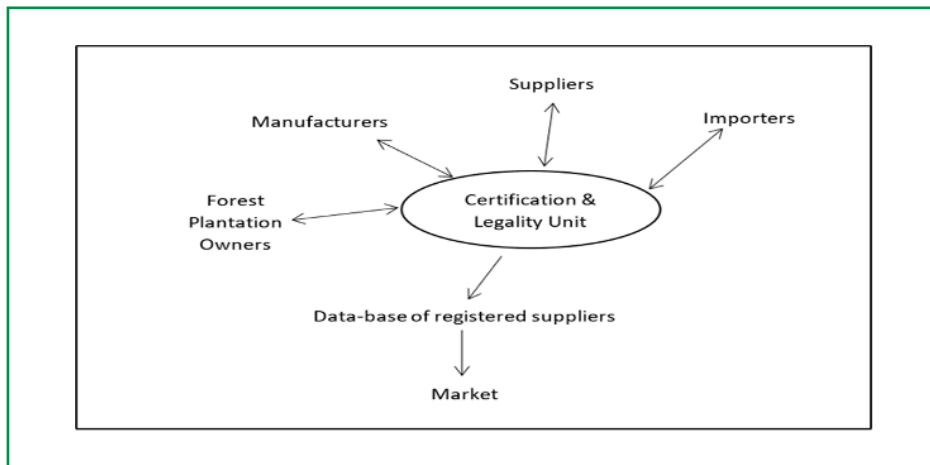 Suppliers
Manufacturers
Importers
Certification &
Legality Unit
Forest
Plantation
Owners
Data-base of registered suppliers
Market